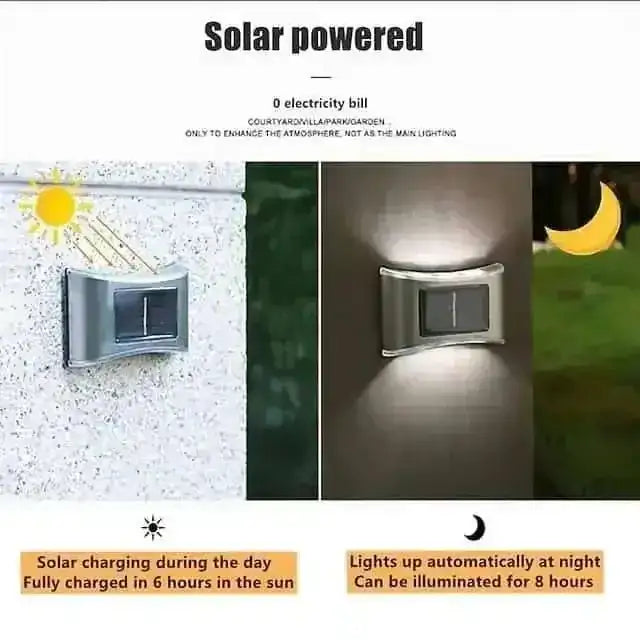 Solar powered
0 electricity bill
COURTYARD/VILLA/PARK/GARDEN...
ONLY TO ENHANCE THE ATMOSPHERE, NOT AS THE MAIN LIGHTING
Solar charging during the day
Fully charged in 6 hours in the sun
Lights up automatically at night
Can be illuminated for 8 hours